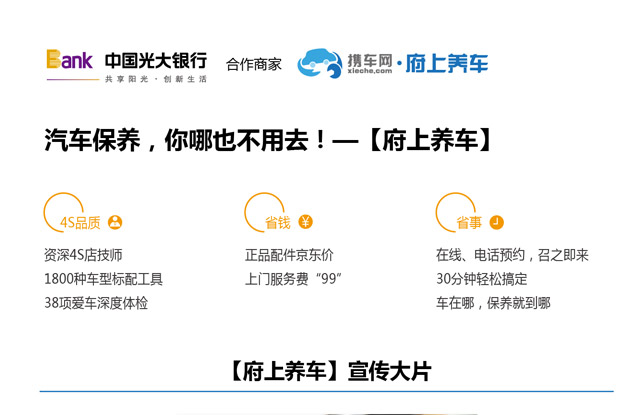 Bank 中国光大银行 合作商家 携车网·府上养车
共享阳光·创新生活 xieche.com
汽车保养，你哪也不用去！—【府上养车】
4S品质 省钱 ¥ 省事
资深4S店技师 正品配件京东价 在线、电话预约，召之即来
1800种车型标配工具 上门服务费“99” 30分钟轻松搞定
38项爱车深度体检 车在哪，保养就到哪
【府上养车】宣传大片